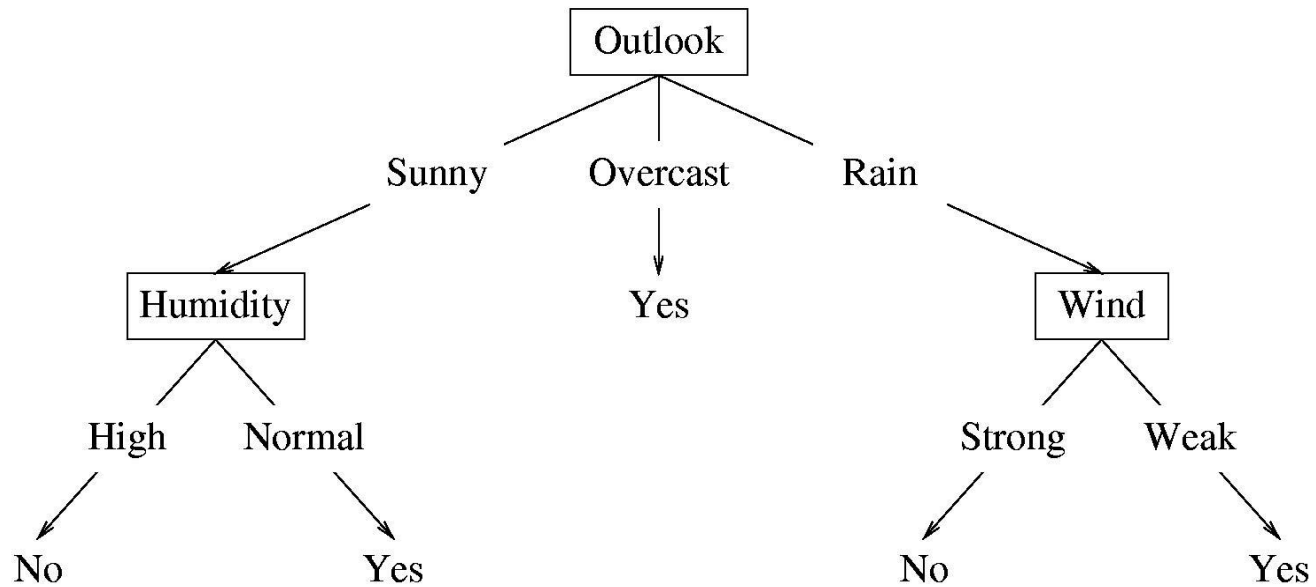 Outlook
Sunny Overcast Rain
Humidity Yes Wind
High Normal Strong Weak
No Yes No Yes